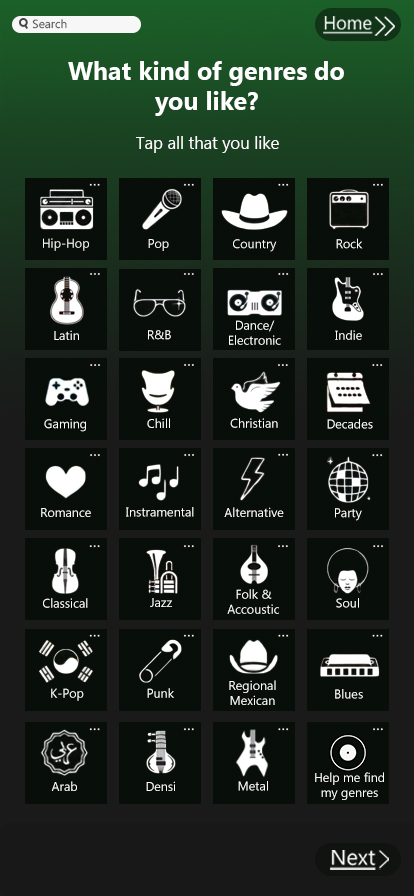 Search
Home
What kind of genres do
you like?
Tap all that you like
Hip-Hop
Pop
Country
Rock
Latin
R&B
Dance/
Electronic
Indie
Gaming
Chill
Christian
Decades
Romance
Instramental
Alternative
Party
Classical
Jazz
Folk &
Accoustic
Soul
K-Pop
Punk
Regional
Mexican
Blues
عربي
Arab
Densi
Metal
Help me find
my genres
Next